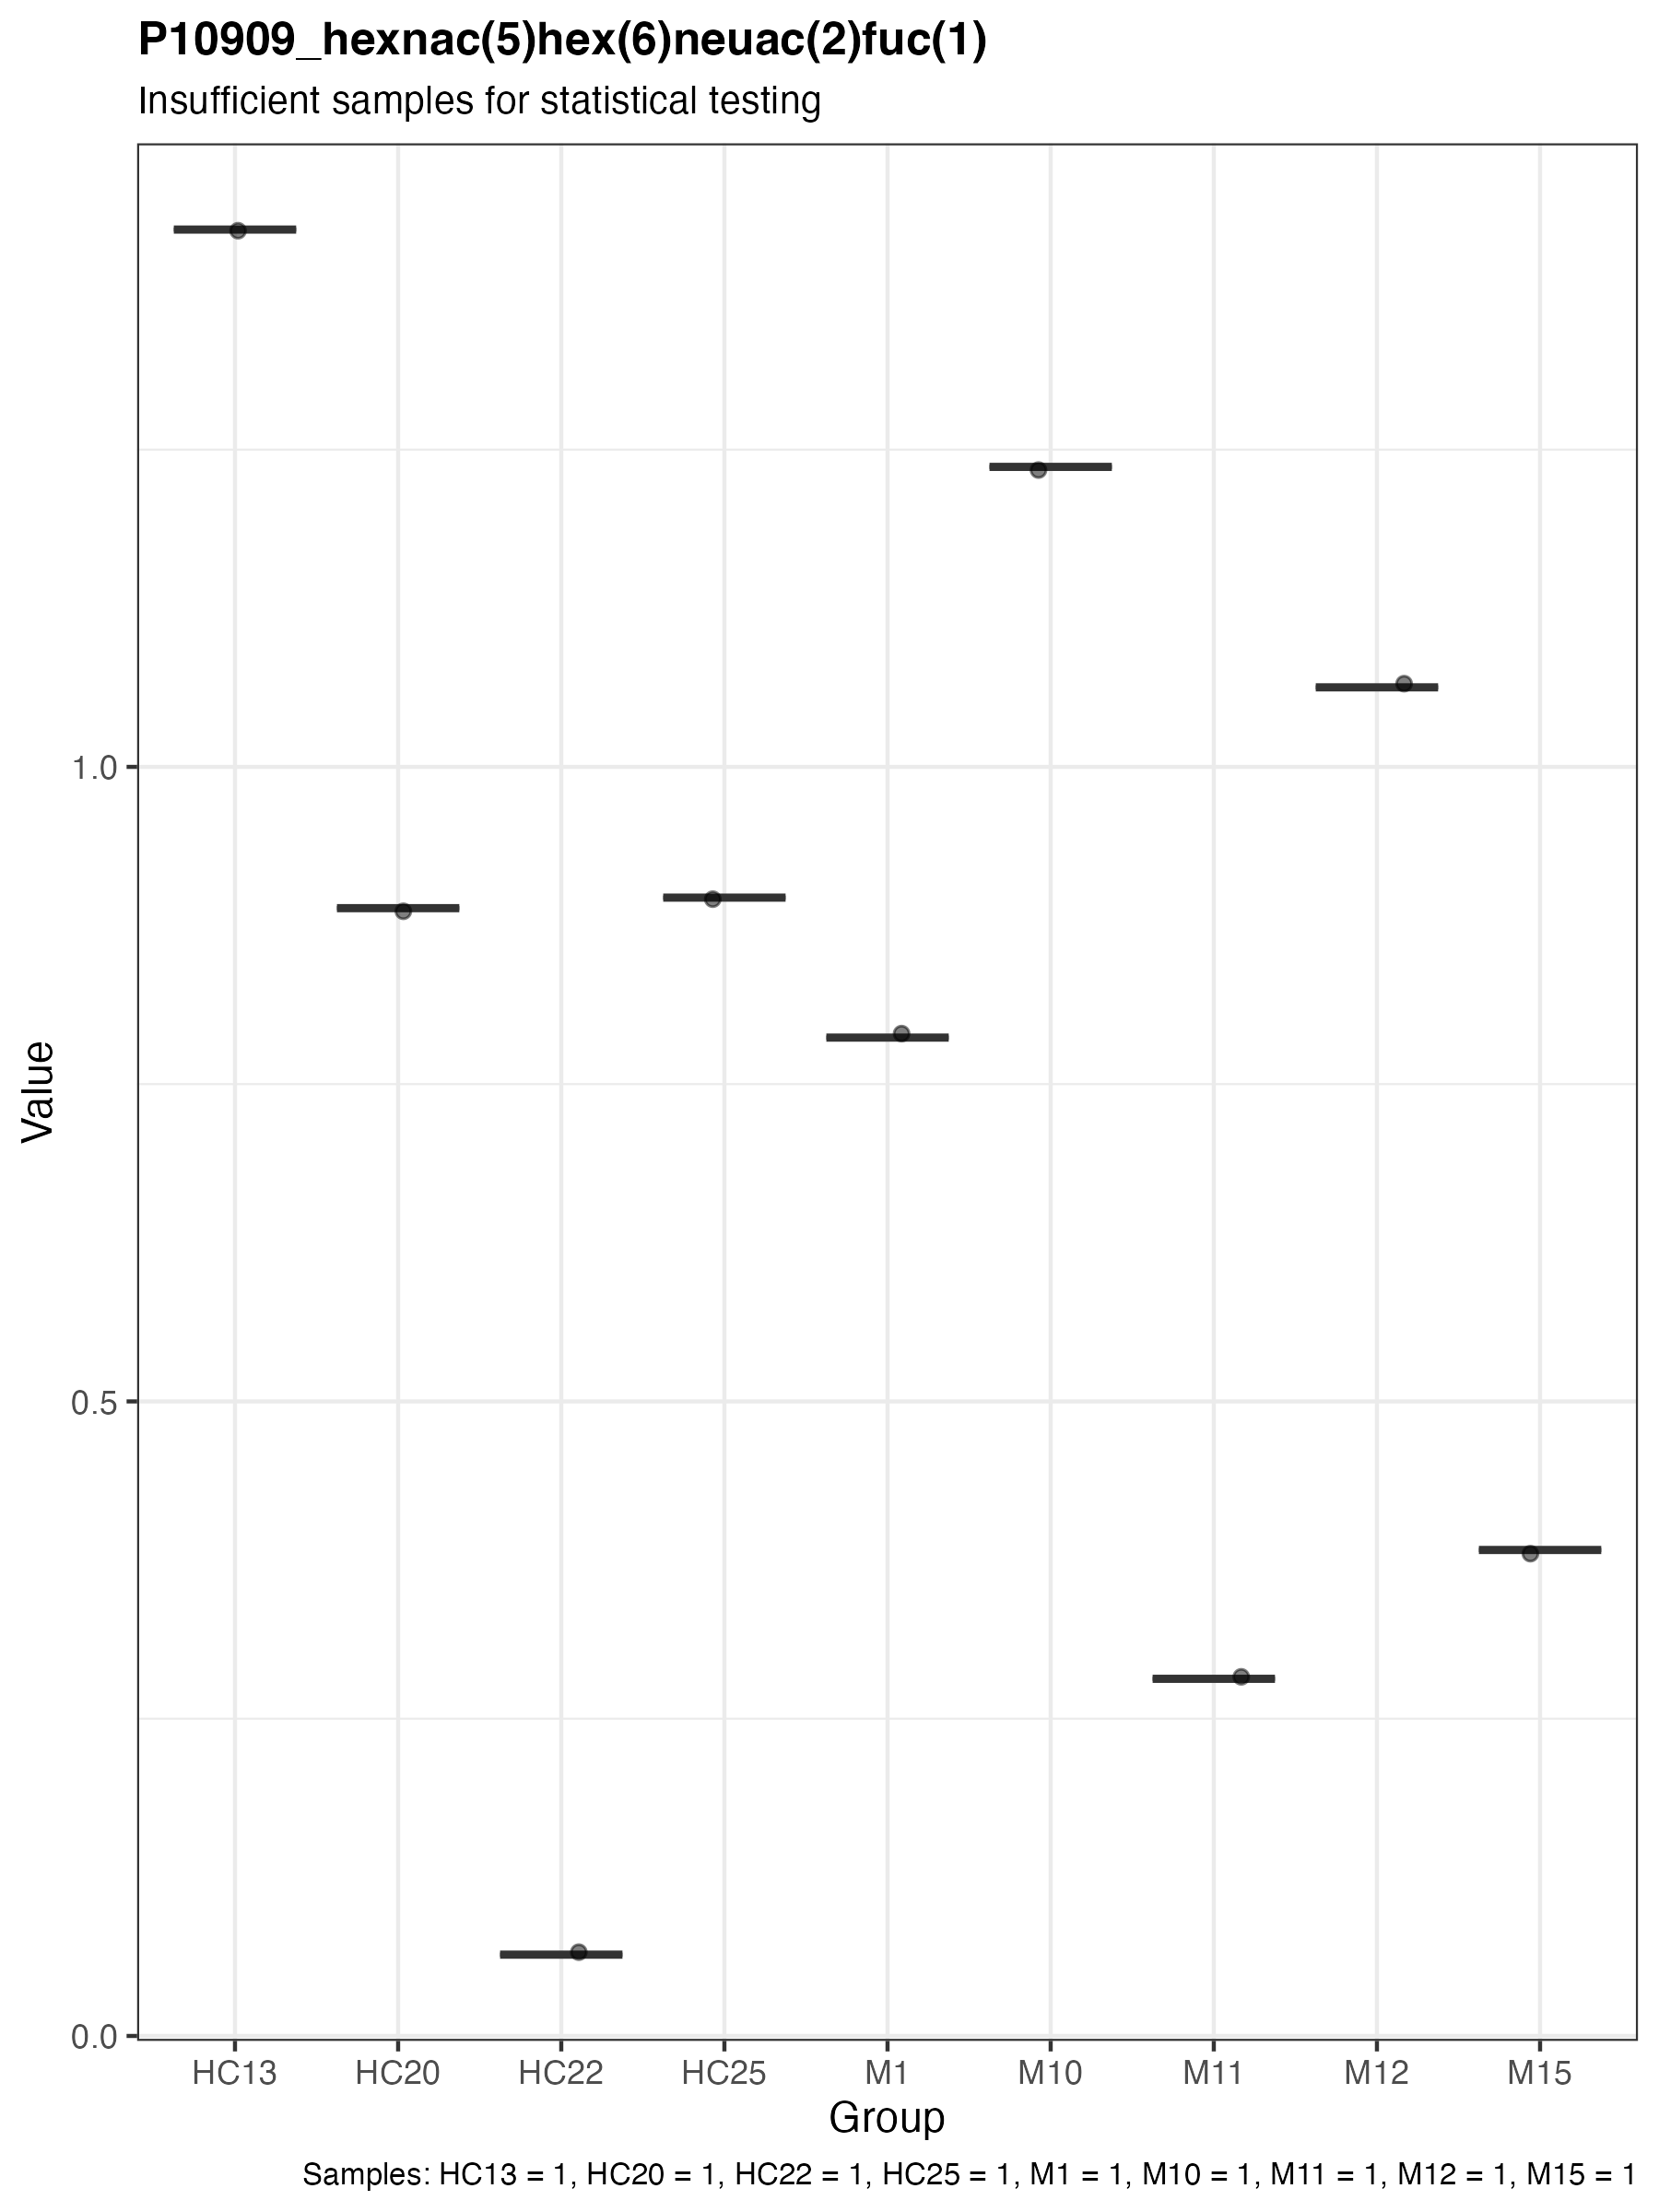 P10909_hexnac(5)hex(6)neuac(2)fuc(1)
Insufficient samples for statistical testing
1.0
0.5
0.0
Value
HC13 HC20 HC22 HC25 M1 M10 M11 M12 M15
Group
Samples: HC13 = 1, HC20 = 1, HC22 = 1, HC25 = 1, M1 = 1, M10 = 1, M11 = 1, M12 = 1, M15 = 1